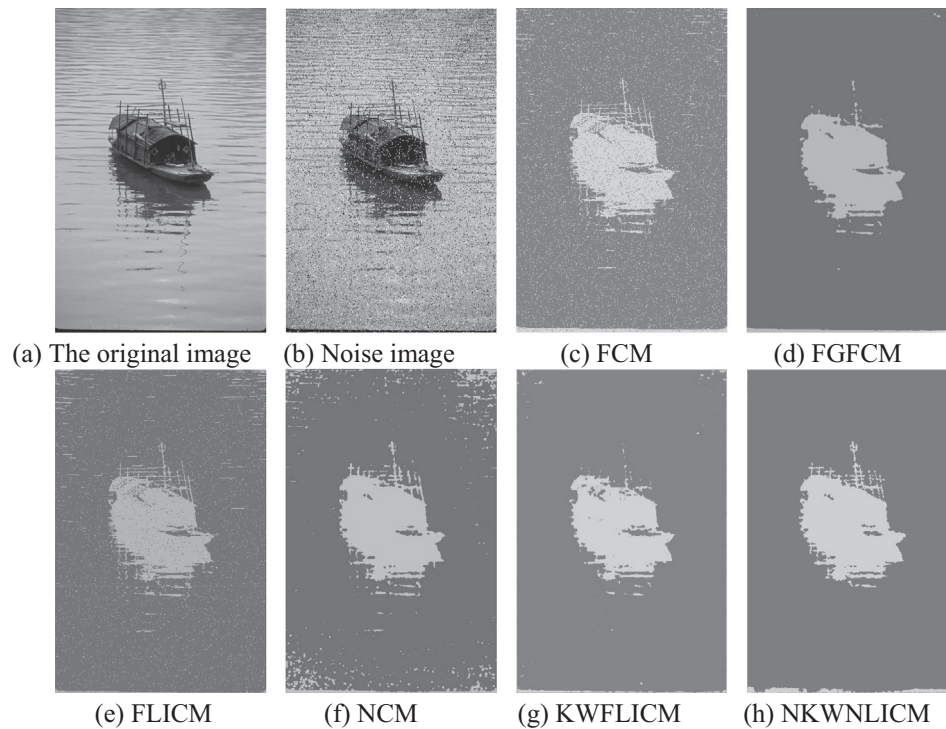 (a) The original image
(b) Noise image
(c) FCM
(d) FGFCM
(e) FLICM
(f) NCM
(g) KWFLICM
(h) NKWNLICM